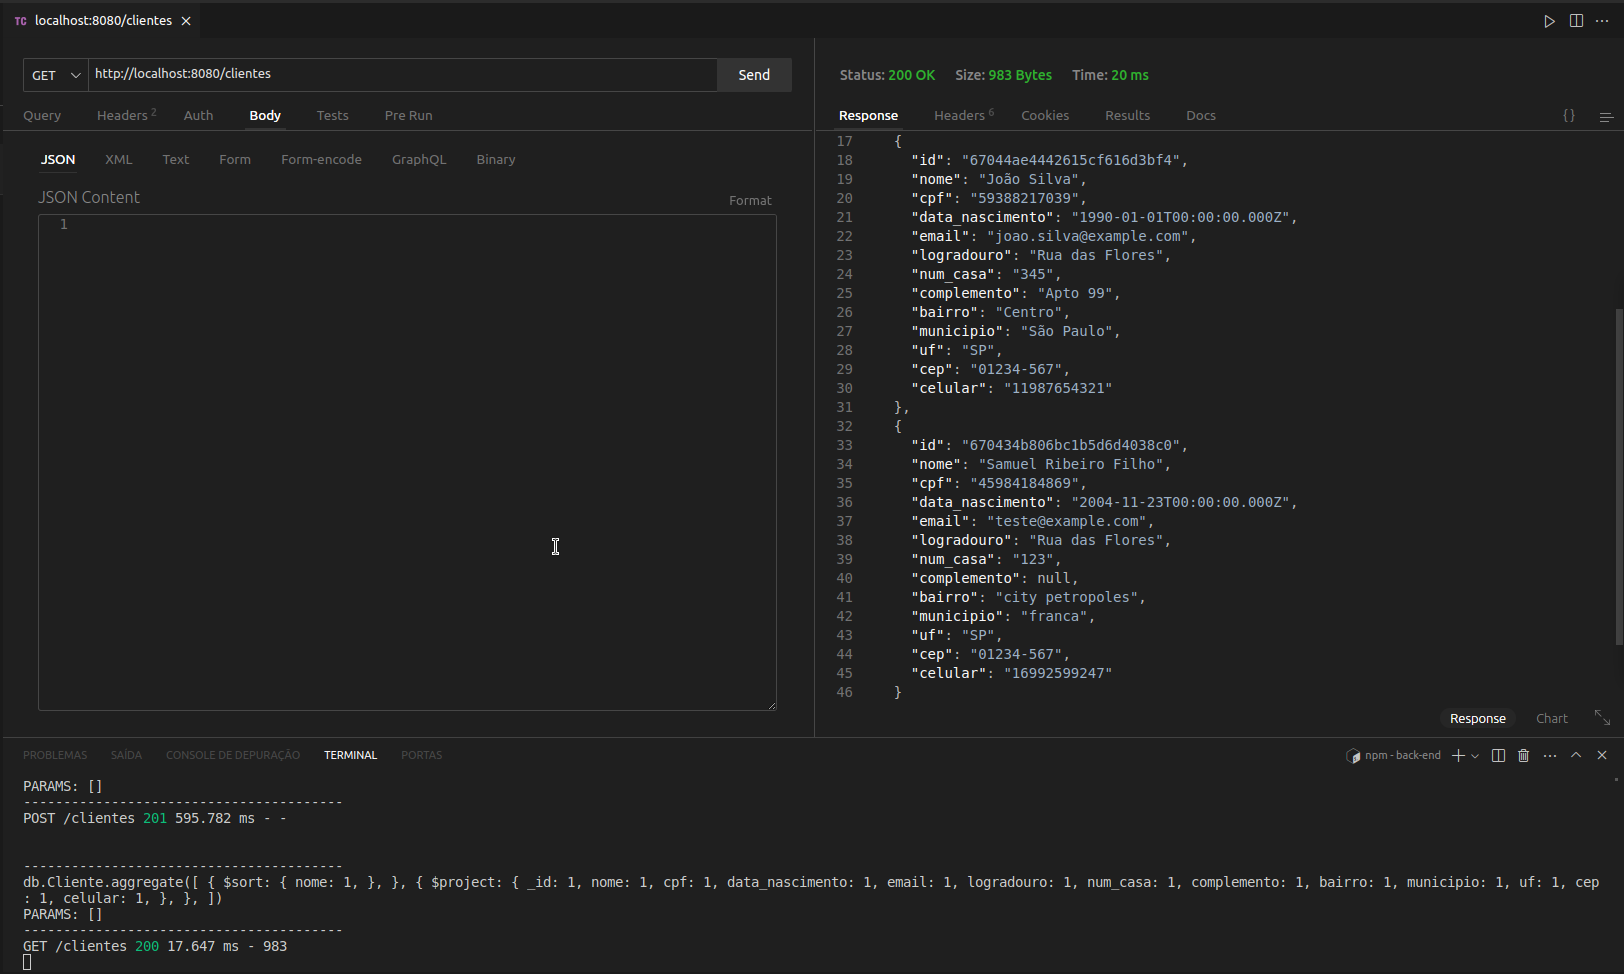 TC localhost:8080/clientes
GET http://localhost:8080/clientes Send
Query Headers 2 Auth Body Tests Pre Run
JSON XML Text Form Form-encode GraphQL Binary
JSON Content Format
1
Status: 200 OK Size: 983 Bytes Time: 20 ms
Response Headers 6 Cookies Results Docs {}
17 {
18 "id": "67044ae4442615cf616d3bf4",
19 "nome": "João Silva",
20 "cpf": "59388217039",
21 "data_nascimento": "1990-01-01T00:00:00.000Z",
22 "email": "joao.silva@example.com",
23 "logradouro": "Rua das Flores",
24 "num_casa": "345",
25 "complemento": "Apto 99",
26 "bairro": "Centro",
27 "municipio": "São Paulo",
28 "uf": "SP",
29 "cep": "01234-567",
30 "celular": "11987654321"
31 },
32 {
33 "id": "670434b806bc1b5d6d4038c0",
34 "nome": "Samuel Ribeiro Filho",
35 "cpf": "45984184869",
36 "data_nascimento": "2004-11-23T00:00:00.000Z",
37 "email": "teste@example.com",
38 "logradouro": "Rua das Flores",
39 "num_casa": "123",
40 "complemento": null,
41 "bairro": "city petropoles",
42 "municipio": "franca",
43 "uf": "SP",
44 "cep": "01234-567",
45 "celular": "16992599247"
46 }
Response Chart
PROBLEMAS SAÍDA CONSOLE DE DEPURAÇÃO TERMINAL PORTAS npm - back-end
PARAMS: []
----------------------------------------
POST /clientes 201 595.782 ms - -
----------------------------------------
db.Cliente.aggregate([ { $sort: { nome: 1, }, }, { $project: { _id: 1, nome: 1, cpf: 1, data_nascimento: 1, email: 1, logradouro: 1, num_casa: 1, complemento: 1, bairro: 1, municipio: 1, uf: 1, cep
: 1, celular: 1, }, }, ])
PARAMS: []
----------------------------------------
GET /clientes 200 17.647 ms - 983